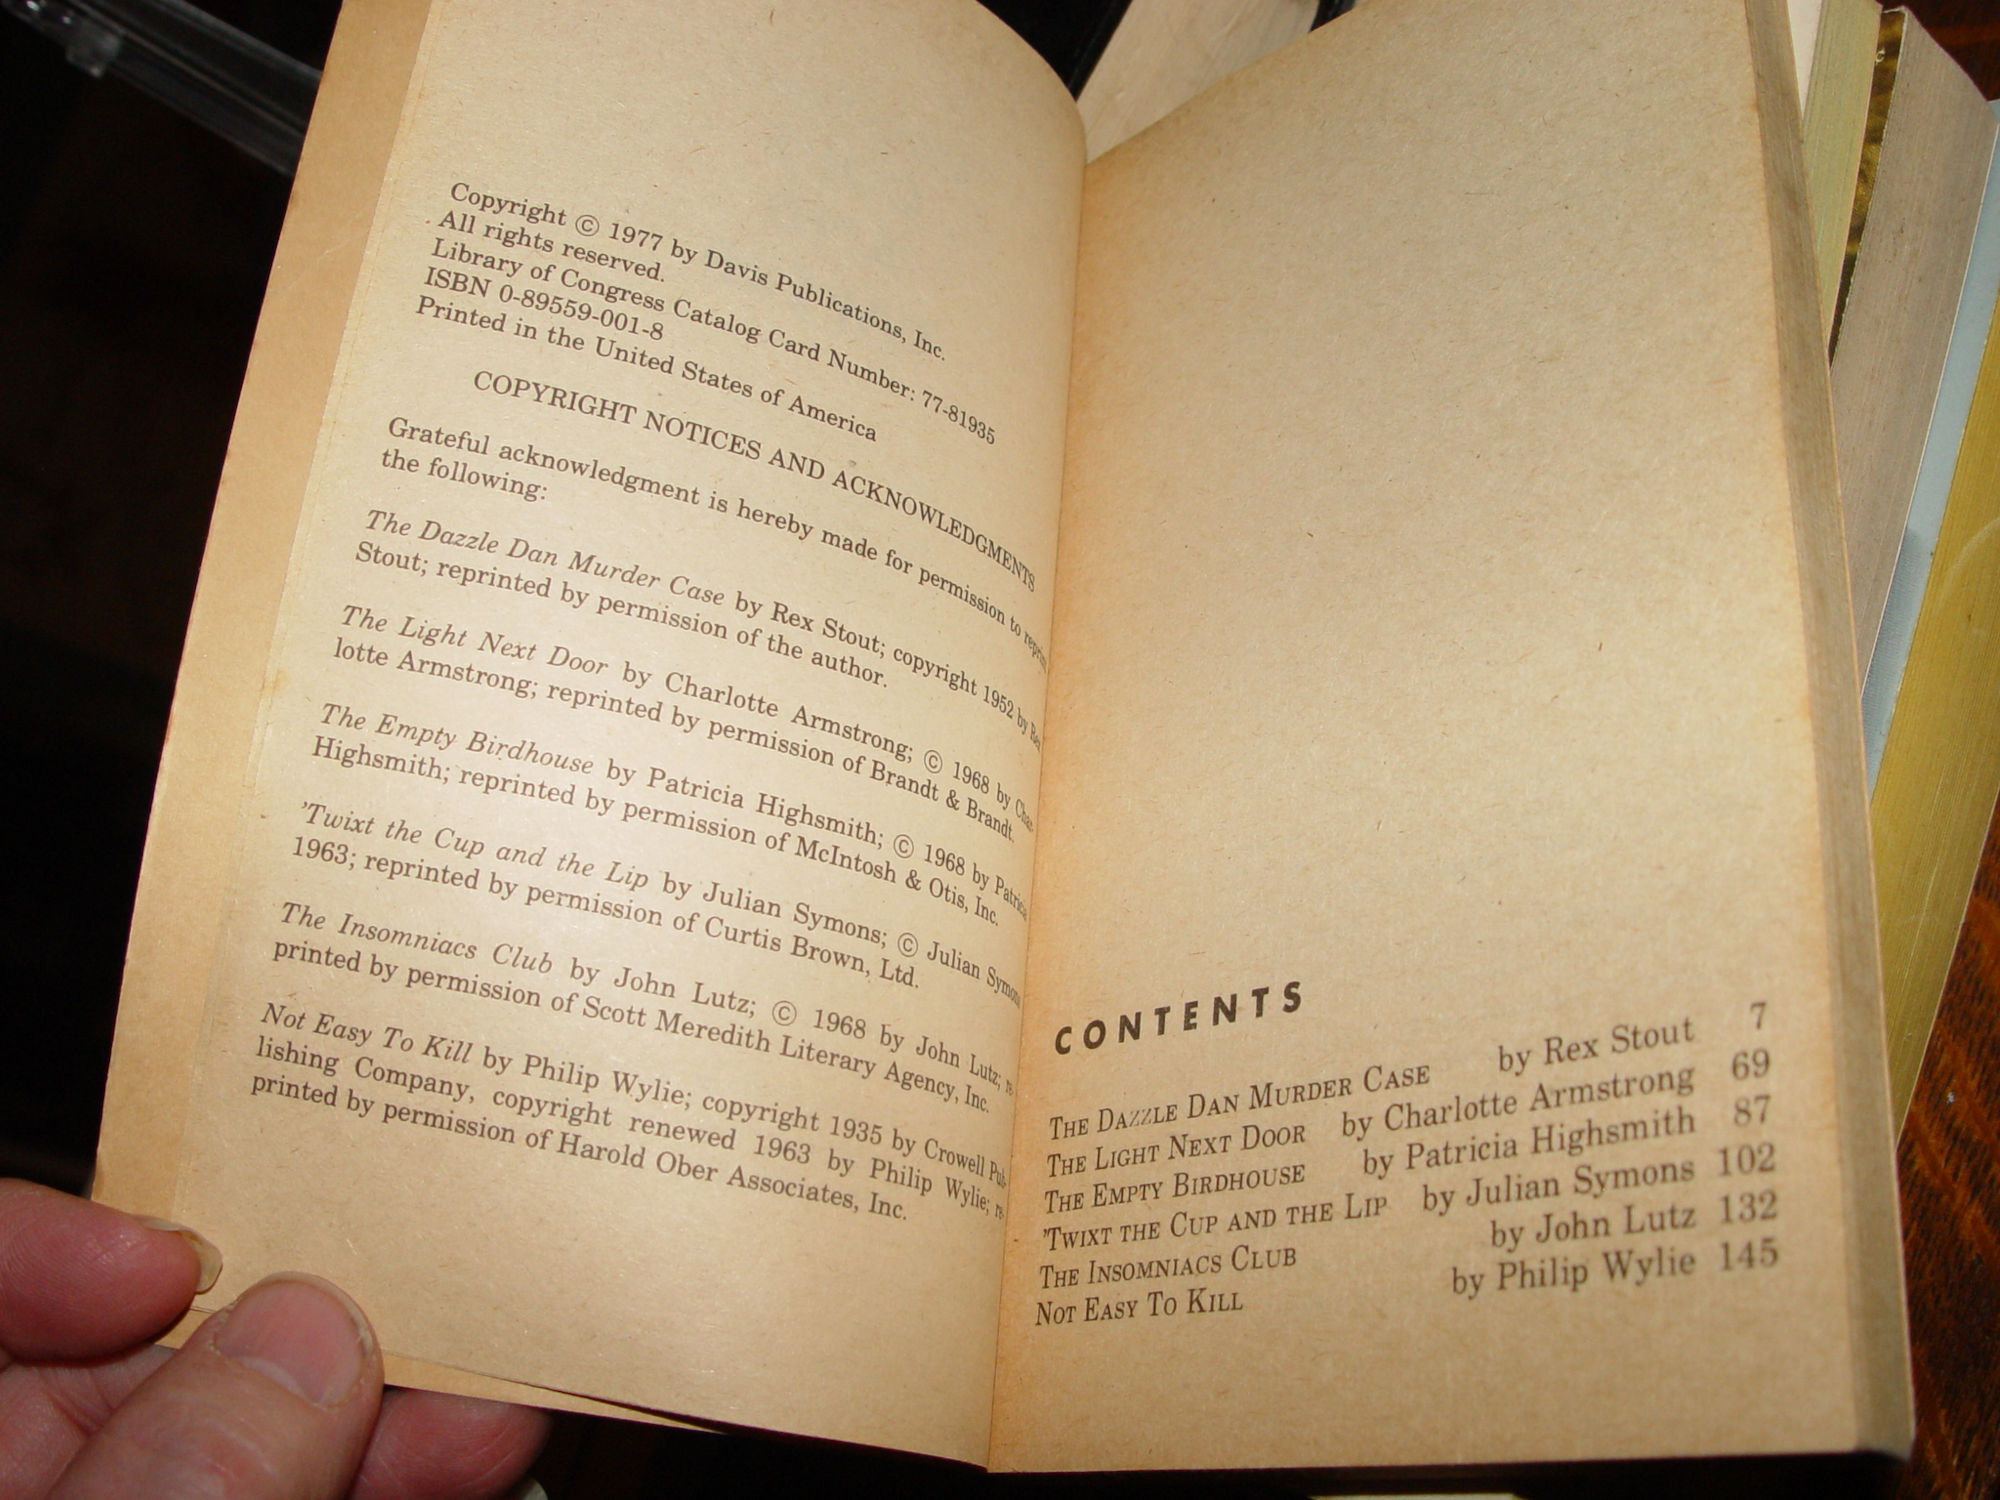 Copyright © 1977 by Davis Publications, Inc.
All rights reserved.
Library of Congress Catalog Card Number: 77-81935
ISBN 0-89559-001-8
Printed in the United States of America
COPYRIGHT NOTICES AND ACKNOWLEDGMENTS
Grateful acknowledgment is hereby made for permission to reprint
the following:
The Dazzle Dan Murder Case by Rex Stout; copyright 1952 by Rex
Stout; reprinted by permission of the author.
The Light Next Door by Charlotte Armstrong; © 1968 by Char-
lotte Armstrong; reprinted by permission of Brandt & Brandt.
The Empty Birdhouse by Patricia Highsmith; © 1968 by Patricia
Highsmith; reprinted by permission of McIntosh & Otis, Inc.
'Twixt the Cup and the Lip by Julian Symons; © Julian Symons
1963; reprinted by permission of Curtis Brown, Ltd.
The Insomniacs Club by John Lutz; © 1968 by John Lutz; re-
printed by permission of Scott Meredith Literary Agency, Inc.
Not Easy To Kill by Philip Wylie; copyright 1935 by Crowell Pub-
lishing Company, copyright renewed 1963 by Philip Wylie; re-
printed by permission of Harold Ober Associates, Inc.
CONTENTS
THE DAZZLE DAN MURDER CASE by Rex Stout 7
THE LIGHT NEXT DOOR by Charlotte Armstrong 69
THE EMPTY BIRDHOUSE by Patricia Highsmith 87
'TWIXT THE CUP AND THE LIP by Julian Symons 102
THE INSOMNIACS CLUB by John Lutz 132
NOT EASY TO KILL by Philip Wylie 145